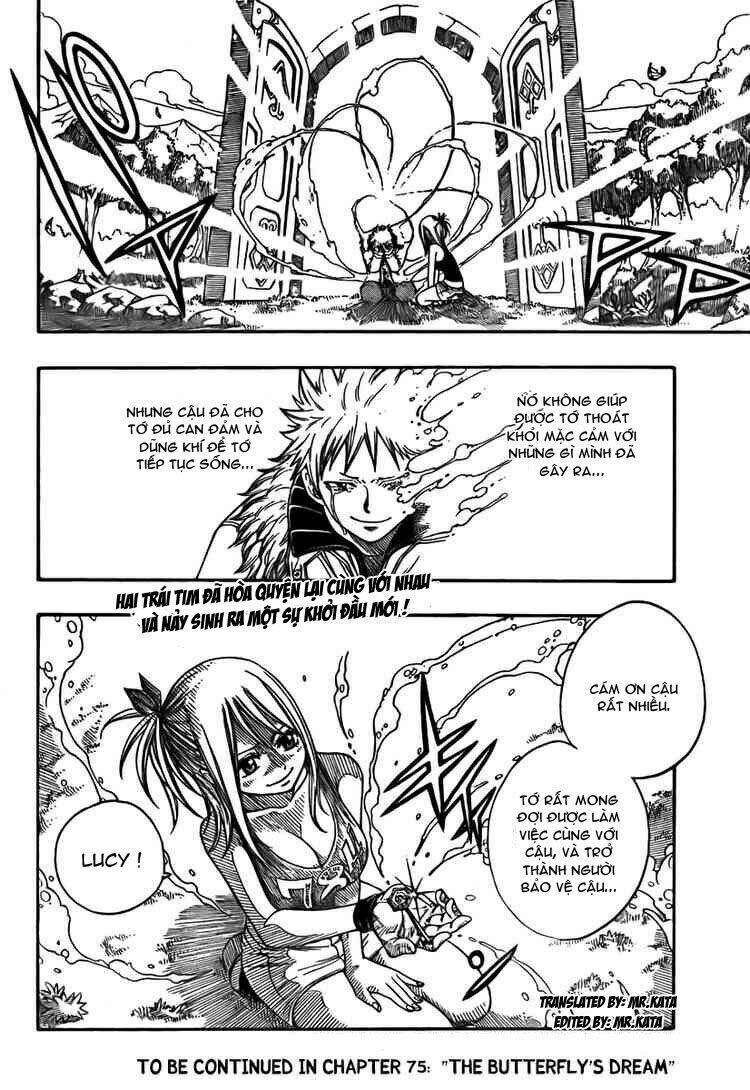 パ
ア
ア
ア
NÓ KHÔNG GIÚP
ĐƯỢC TỚ THOÁT
KHỎI MẶC CẢM VỚI
NHỮNG GÌ MÌNH ĐÃ
GÂY RA...
NHƯNG CẬU ĐÃ CHO
TỚ ĐỦ CAN ĐẢM VÀ
DŨNG KHÍ ĐỂ TỚ
TIẾP TỤC SỐNG...
HAI TRÁI TIM ĐÃ HÒA QUYỆN LẠI CÙNG VỚI NHAU
VÀ NẢY SINH RA MỘT SỰ KHỞI ĐẦU MỚI !
CÁM ƠN CẬU
RẤT NHIỀU.
TỚ RẤT MONG
ĐỢI ĐƯỢC LÀM
VIỆC CÙNG VỚI
CẬU, VÀ TRỞ
THÀNH NGƯỜI
BẢO VỆ CẬU...
LUCY !
TRANSLATED BY: MR.KATA
EDITED BY: MR.KATA
TO BE CONTINUED IN CHAPTER 75: "THE BUTTERFLY'S DREAM"